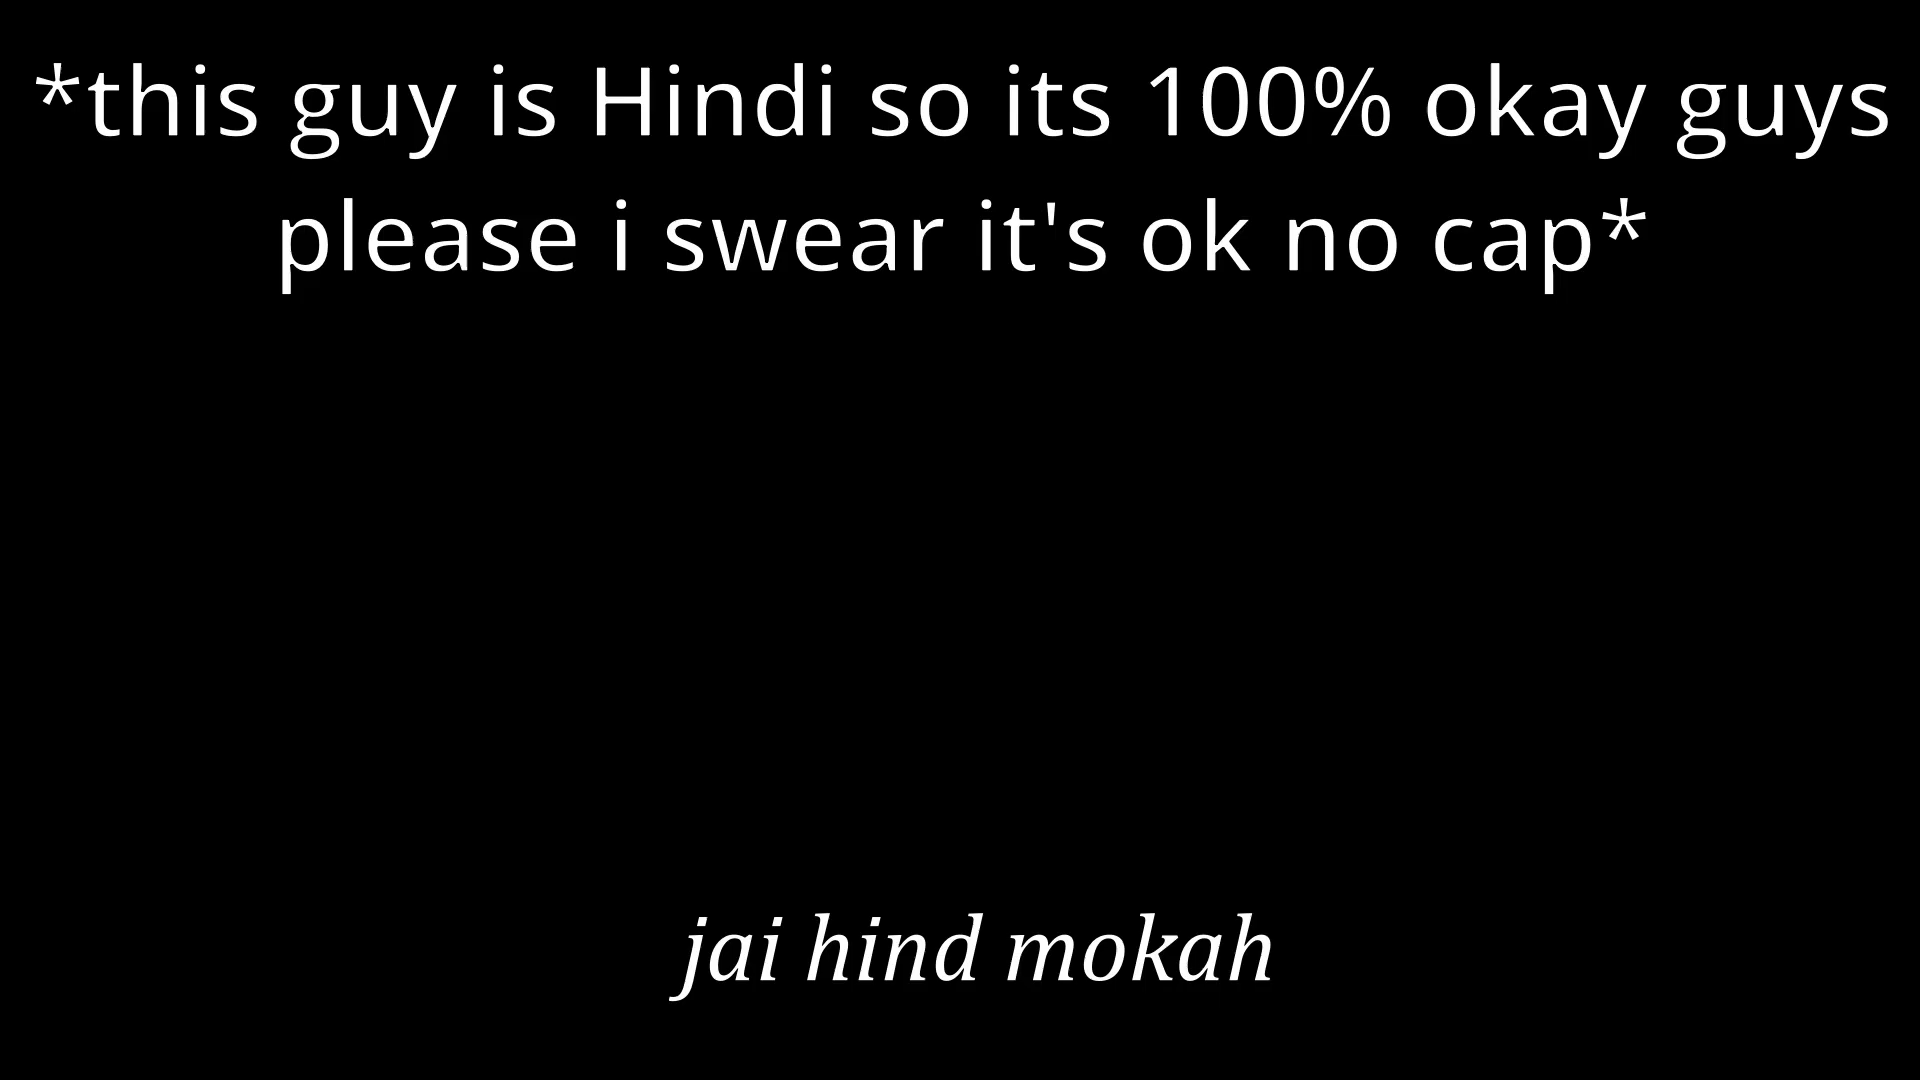 *this guy is Hindi so its 100% okay guys
please i swear it's ok no cap*
jai hind mokah